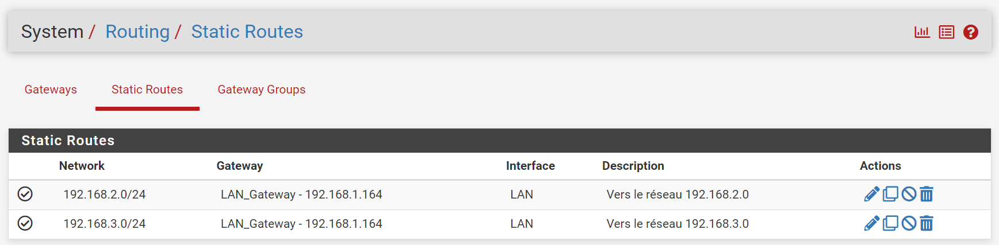 System / Routing / Static Routes
Gateways Static Routes Gateway Groups
Static Routes
Network Gateway Interface Description Actions
192.168.2.0/24 LAN_Gateway - 192.168.1.164 LAN Vers le réseau 192.168.2.0
192.168.3.0/24 LAN_Gateway - 192.168.1.164 LAN Vers le réseau 192.168.3.0